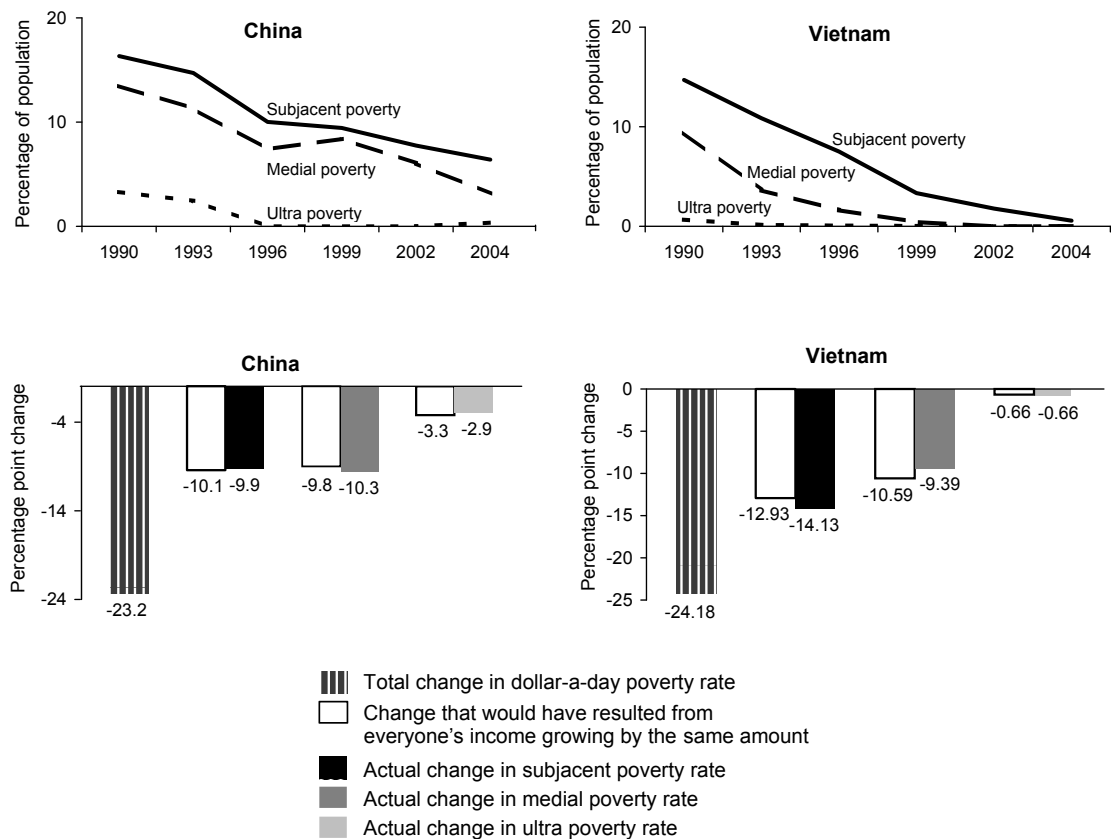 China
Percentage of population
20
10
0
Subjacent poverty
Medial poverty
Ultra poverty
1990 1993 1996 1999 2002 2004
Vietnam
Percentage of population
20
10
0
Subjacent poverty
Medial poverty
Ultra poverty
1990 1993 1996 1999 2002 2004
China
Percentage point change
-4
-14
-24
-23.2
-10.1 -9.9
-9.8 -10.3
-3.3 -2.9
Vietnam
Percentage point change
0
-5
-10
-15
-20
-25
-24.18
-12.93
-14.13
-10.59
-9.39
-0.66 -0.66
Total change in dollar-a-day poverty rate
Change that would have resulted from
everyone's income growing by the same amount
Actual change in subjacent poverty rate
Actual change in medial poverty rate
Actual change in ultra poverty rate